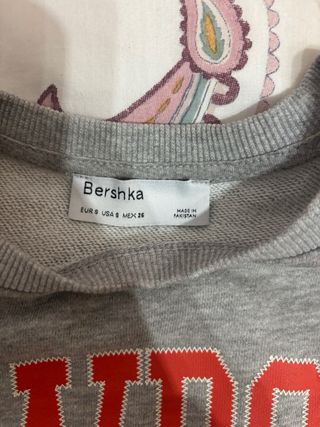 Bershka
EUR S USA S MEX 26
MADE IN
PAKISTAN